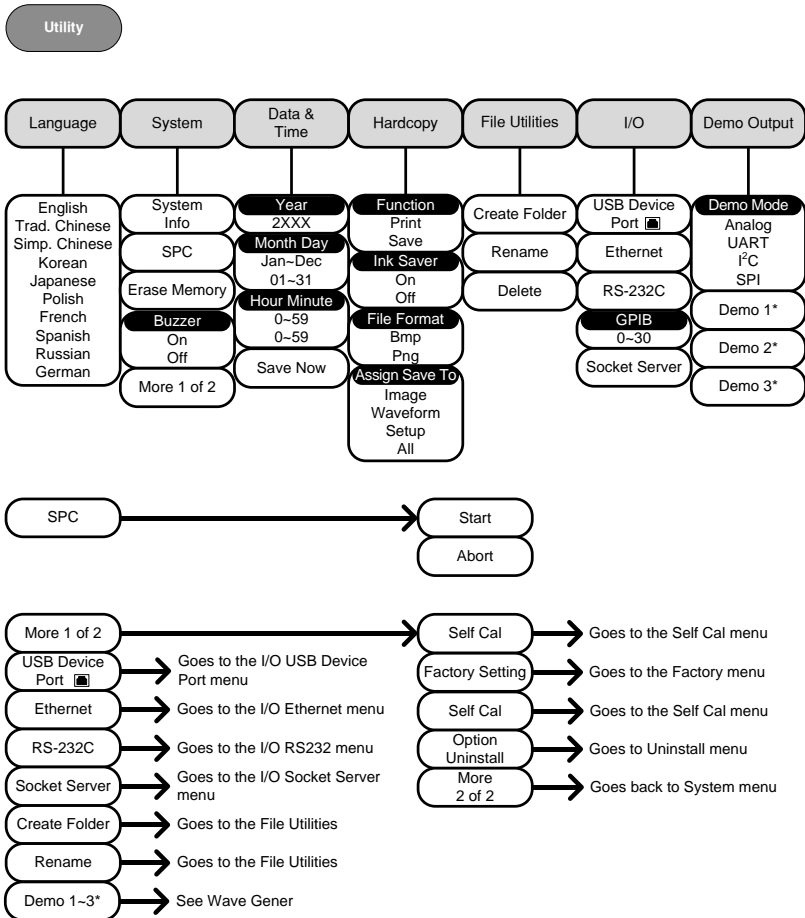 Utility
Language
System
Data &
Time
Hardcopy
File Utilities
I/O
Demo Output
English
Trad. Chinese
Simp. Chinese
Korean
Japanese
Polish
French
Spanish
Russian
German
System
Info
SPC
Erase Memory
Buzzer
On
Off
More 1 of 2
Year
2XXX
Month Day
Jan~Dec
01~31
Hour Minute
0~59
0~59
Save Now
Function
Print
Save
Ink Saver
On
Off
File Format
Bmp
Png
Assign Save To
Image
Waveform
Setup
All
Create Folder
Rename
Delete
USB Device
Port
Ethernet
RS-232C
GPIB
0~30
Socket Server
Demo Mode
Analog
UART
I²C
SPI
Demo 1*
Demo 2*
Demo 3*
SPC
Start
Abort
More 1 of 2
USB Device
Port
Goes to the I/O USB Device
Port menu
Ethernet
Goes to the I/O Ethernet menu
RS-232C
Goes to the I/O RS232 menu
Socket Server
Goes to the I/O Socket Server
menu
Create Folder
Goes to the File Utilities
Rename
Goes to the File Utilities
Demo 1~3*
See Wave Gener
Self Cal
Goes to the Self Cal menu
Factory Setting
Goes to the Factory menu
Self Cal
Goes to the Self Cal menu
Option
Uninstall
Goes to Uninstall menu
More
2 of 2
Goes back to System menu